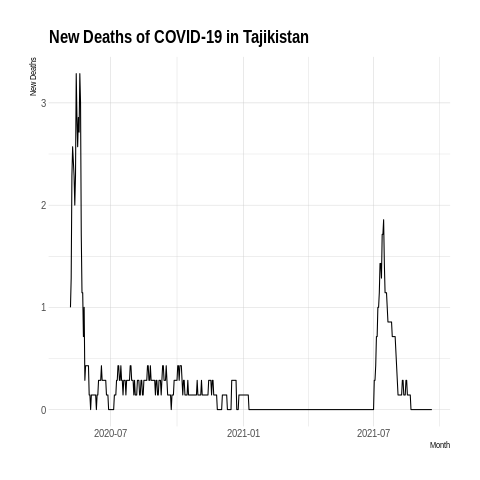 New Deaths of COVID-19 in Tajikistan
New Deaths
3
2
1
0
2020-07
2021-01
2021-07
Month